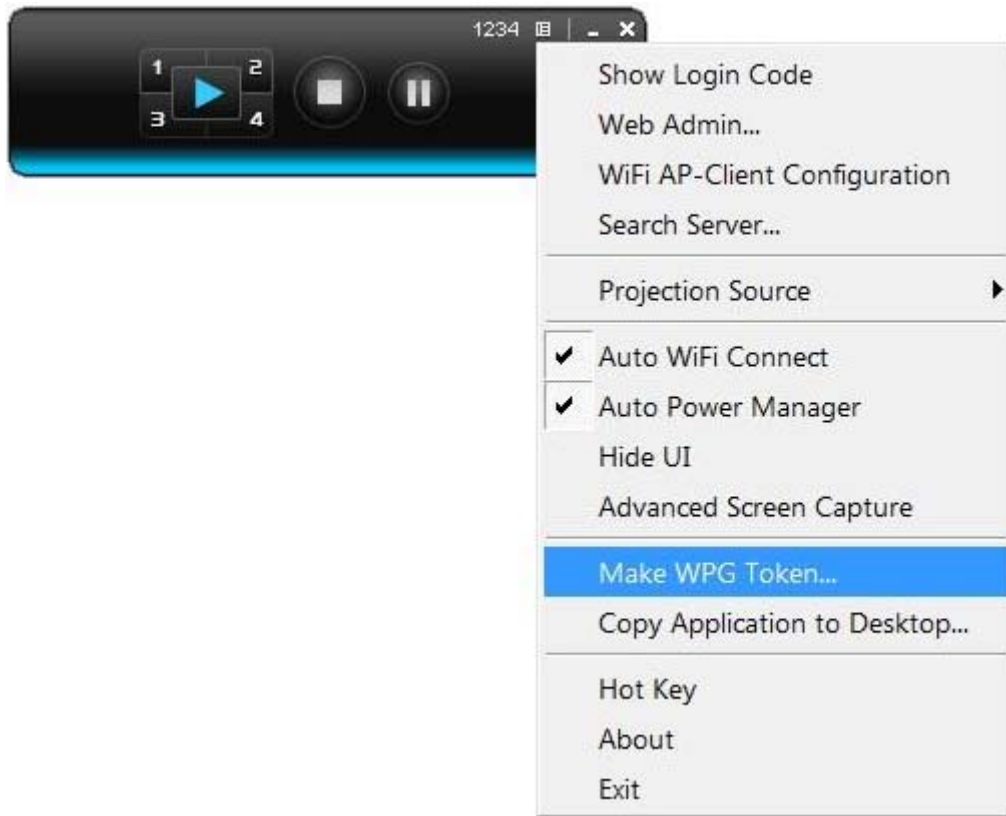 1234
1 2
3 4
Show Login Code
Web Admin...
WiFi AP-Client Configuration
Search Server...
Projection Source
Auto WiFi Connect
Auto Power Manager
Hide UI
Advanced Screen Capture
Make WPG Token...
Copy Application to Desktop...
Hot Key
About
Exit